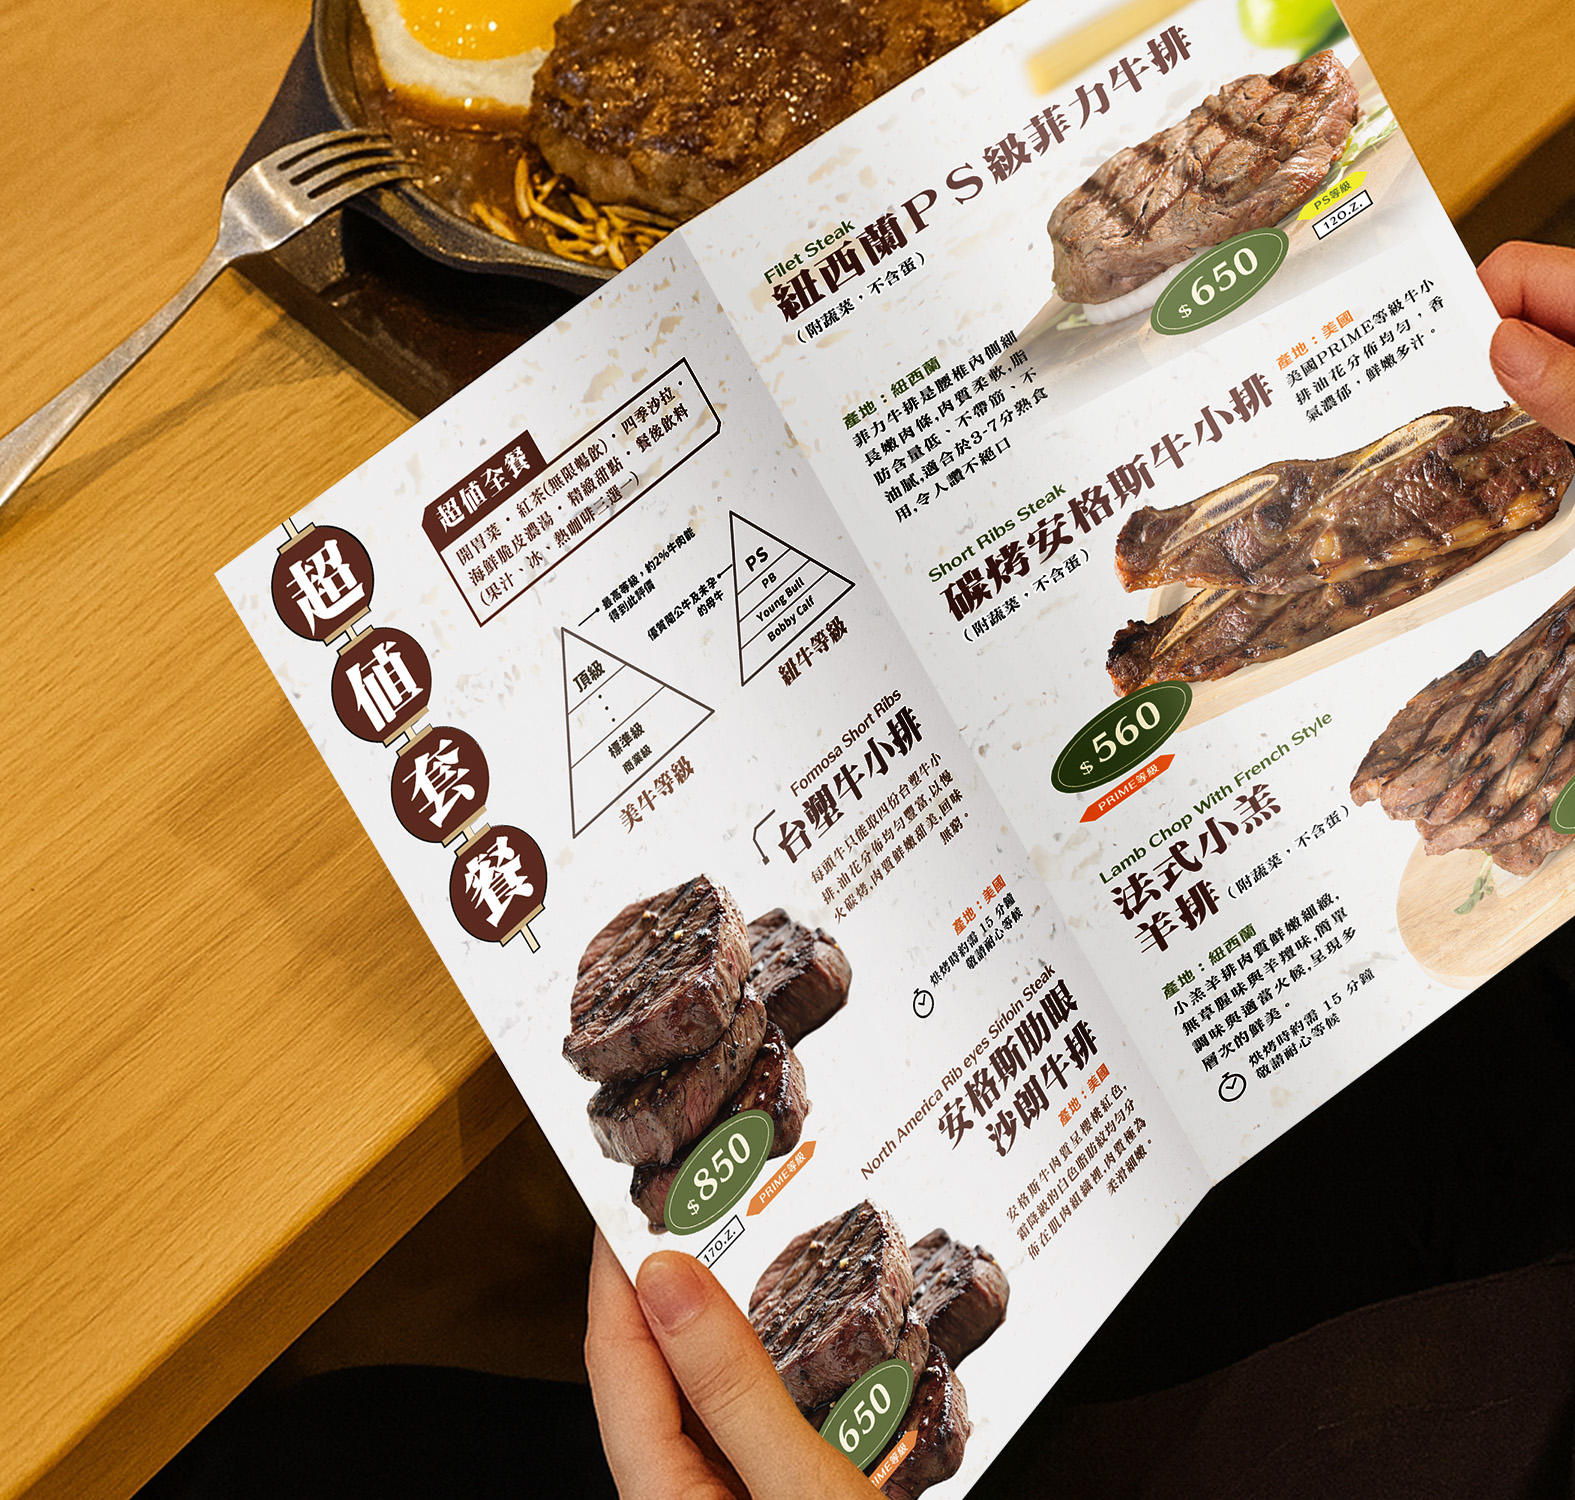 超值套餐
超值全餐
開胃菜・紅茶(無限暢飲)・四季沙拉・
海鮮脆皮濃湯・精緻甜點・餐後飲料
(果汁、冰、熱咖啡三選一)
最高等級，約2%牛肉能
得到此評價
頂級
標準級
商業級
美牛等級
優質閹公牛及未孕
的母牛
PS
PB
Young Bull
Bobby Calf
紐牛等級
Formosa Short Ribs
台塑牛小排
每頭牛只能取四份台塑牛小
排,油花分佈均勻豐富,以慢
火碳烤,肉質鮮嫩甜美,回味
無窮。
產地：美國
烘烤時約需 15 分鐘
敬請耐心等候
$850
PRIME等級
17O.Z.
North America Rib eyes Sirloin Steak
安格斯肋眼
沙朗牛排
產地：美國
安格斯牛肉質呈櫻桃紅色,
霜降級的白色脂肪紋均勻分
佈在肌肉組織裡,肉質極為
柔滑細嫩。
650
RIME等級
Filet Steak
紐西蘭ＰＳ級菲力牛排
(附蔬菜，不含蛋)
PS等級
12O.Z.
$650
產地：紐西蘭
菲力牛排是腰椎內側細
長嫩肉條,肉質柔軟,脂
肪含量低、不帶筋、不
油膩,適合於3-7分熟食
用,令人讚不絕口
Short Ribs Steak
碳烤安格斯牛小排
(附蔬菜，不含蛋)
產地：美國
美國PRIME等級牛小
排油花分佈均勻，香
氣濃郁，鮮嫩多汁。
$560
PRIME等級
Lamb Chop With French Style
法式小羔
羊排(附蔬菜，不含蛋)
產地：紐西蘭
小羔羊排肉質鮮嫩細緻,
無草腥味與羊羶味,簡單
調味與適當火候,呈現多
層次的鮮美。
烘烤時約需 15 分鐘
敬請耐心等候